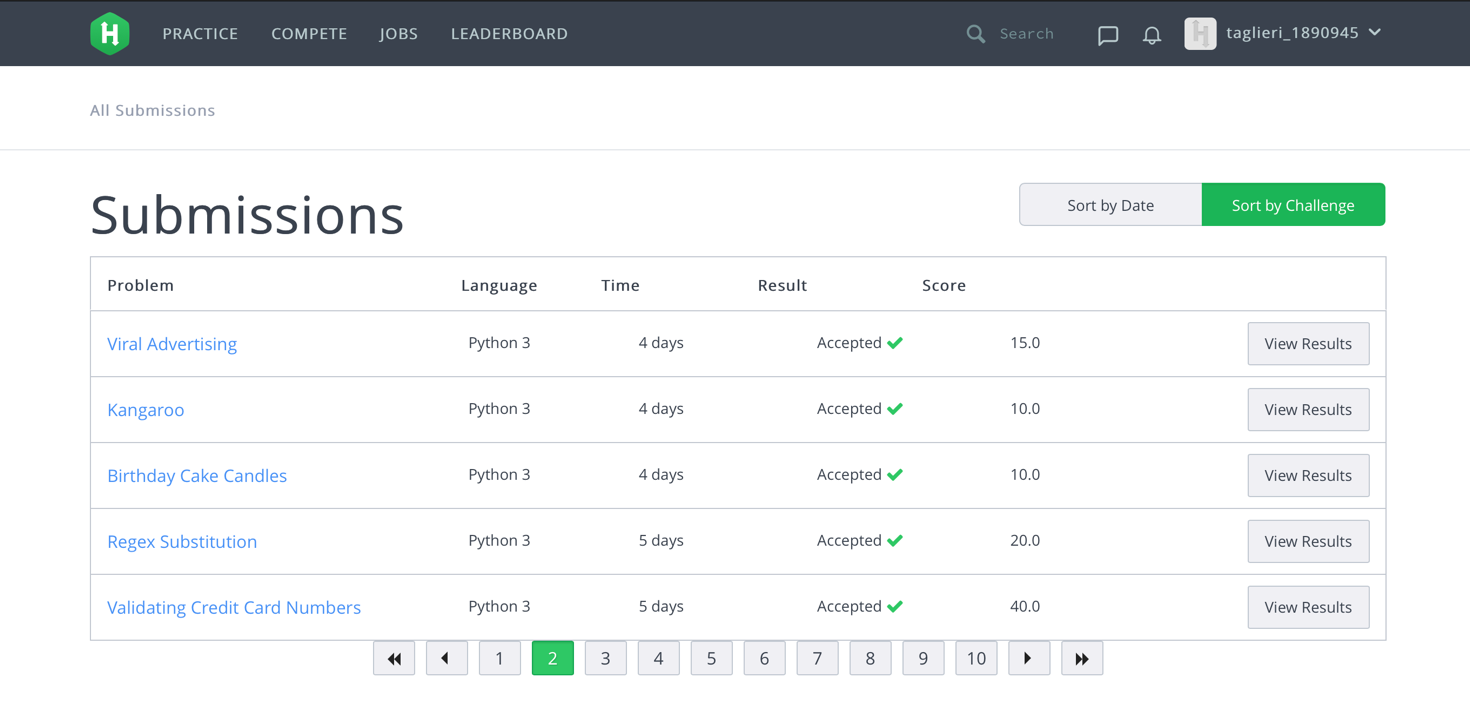 PRACTICE COMPETE JOBS LEADERBOARD Search taglieri_1890945
All Submissions
Submissions
Sort by Date Sort by Challenge
Problem Language Time Result Score
Viral Advertising Python 3 4 days Accepted 15.0 View Results
Kangaroo Python 3 4 days Accepted 10.0 View Results
Birthday Cake Candles Python 3 4 days Accepted 10.0 View Results
Regex Substitution Python 3 5 days Accepted 20.0 View Results
Validating Credit Card Numbers Python 3 5 days Accepted 40.0 View Results
1 2 3 4 5 6 7 8 9 10